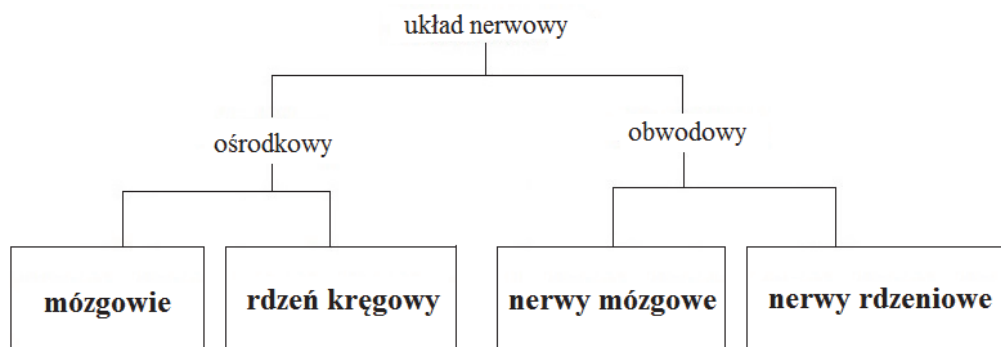 układ nerwowy
ośrodkowy
obwodowy
mózgowie
rdzeń kręgowy
nerwy mózgowe
nerwy rdzeniowe